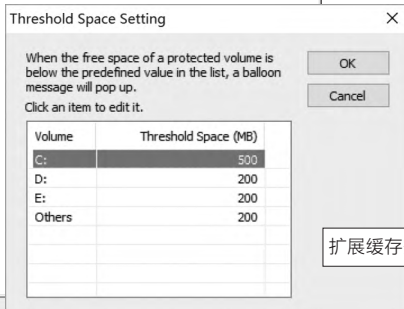 Threshold Space Setting
When the free space of a protected volume is
below the predefined value in the list, a balloon
message will pop up.
Click an item to edit it.
OK
Cancel
Volume Threshold Space (MB)
C: 500
D: 200
E: 200
Others 200
扩展缓存